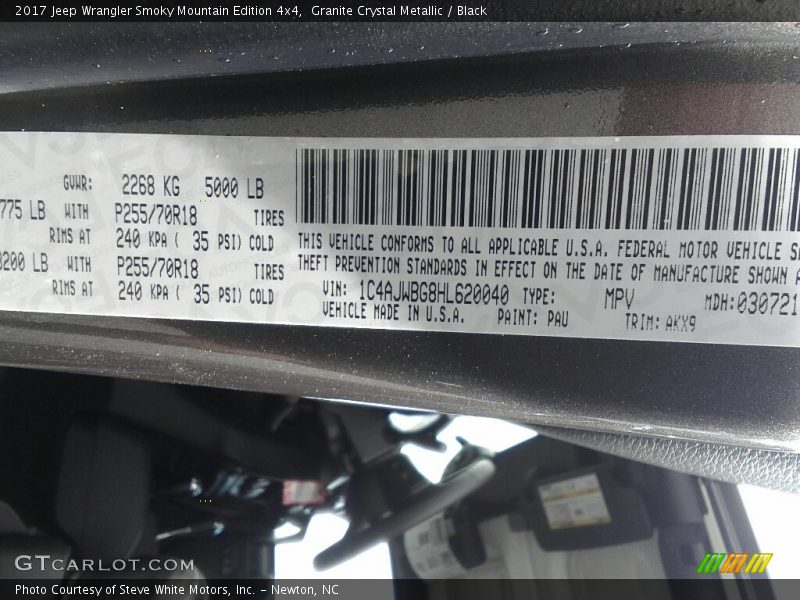 2017 Jeep Wrangler Smoky Mountain Edition 4x4, Granite Crystal Metallic / Black
GVWR: 2268 KG 5000 LB
775 LB WITH P255/70R18 TIRES
RIMS AT 240 KPA ( 35 PSI) COLD
200 LB WITH P255/70R18 TIRES
RIMS AT 240 KPA ( 35 PSI) COLD
THIS VEHICLE CONFORMS TO ALL APPLICABLE U.S.A. FEDERAL MOTOR VEHICLE
THEFT PREVENTION STANDARDS IN EFFECT ON THE DATE OF MANUFACTURE SHOWN
VIN: 1C4AJWBG8HL620040 TYPE: MPV MDH:030721
VEHICLE MADE IN U.S.A. PAINT: PAU TRIM: AKX9
GTCARLOT.COM
Photo Courtesy of Steve White Motors, Inc. – Newton, NC